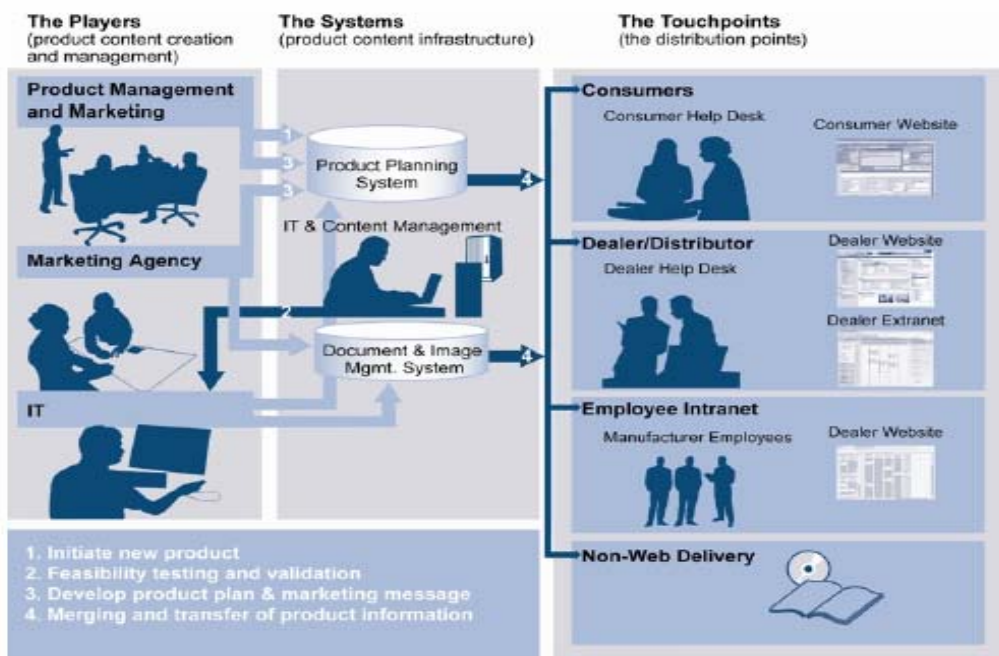 The Players
(product content creation
and management)
The Systems
(product content infrastructure)
The Touchpoints
(the distribution points)
Product Management
and Marketing
1
3
3
Marketing Agency
2
IT
Product Planning
System
IT & Content Management
Document & Image
Mgmt. System
4
4
Consumers
Consumer Help Desk
Consumer Website
Dealer/Distributor
Dealer Help Desk
Dealer Website
Dealer Extranet
Employee Intranet
Manufacturer Employees
Dealer Website
Non-Web Delivery
1. Initiate new product
2. Feasibility testing and validation
3. Develop product plan & marketing message
4. Merging and transfer of product information